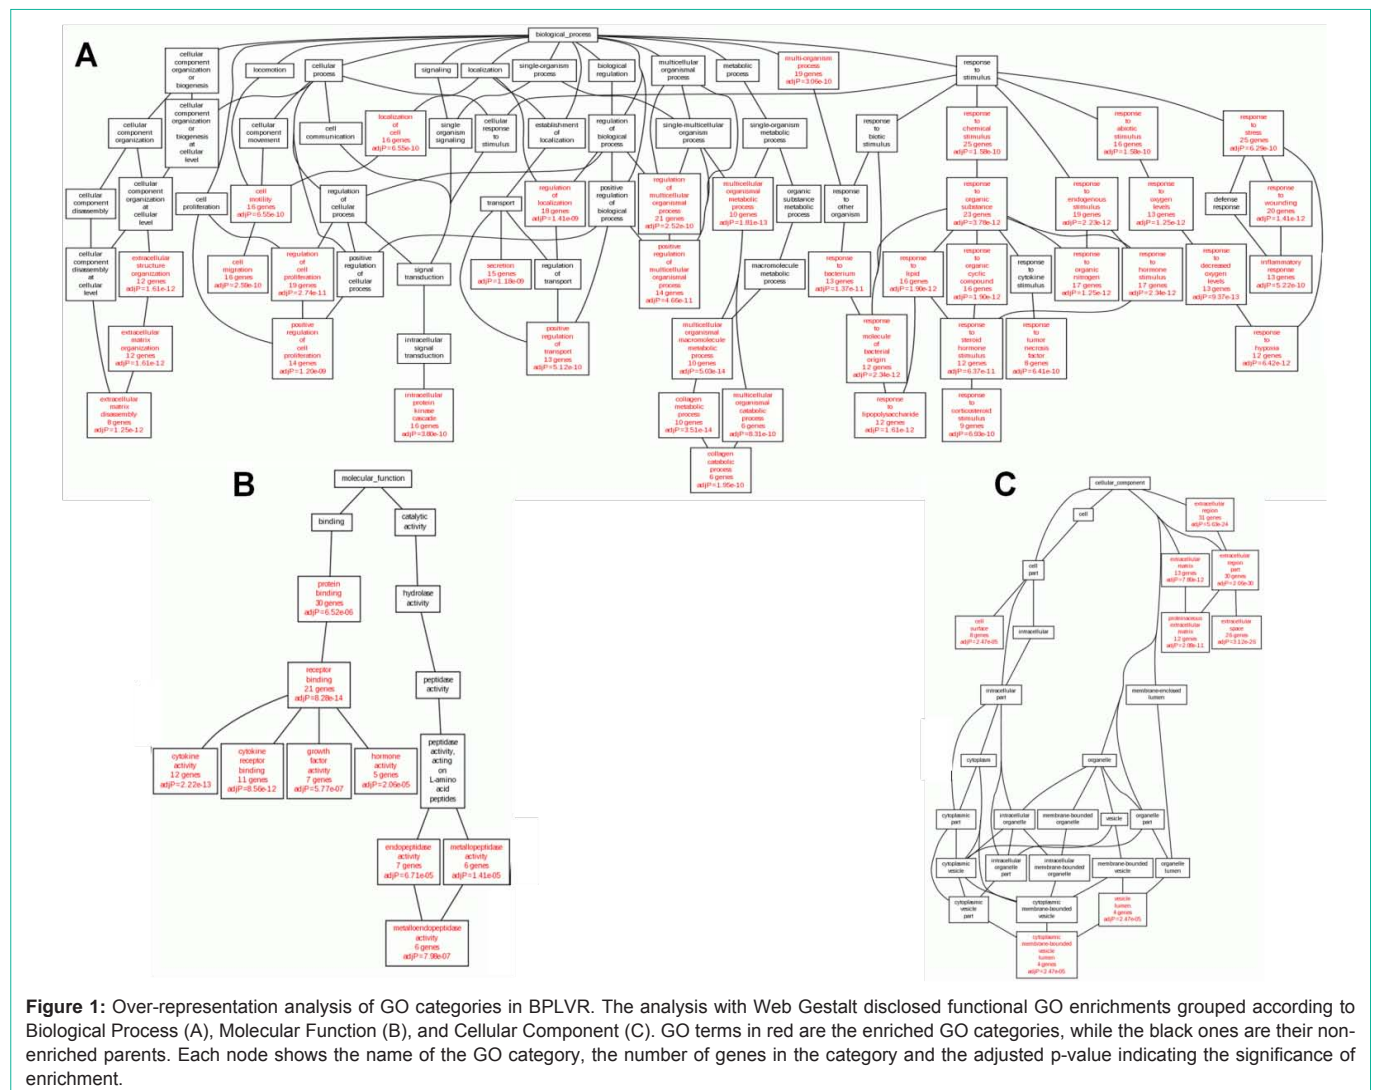 A
biological_process
cellular
component
organization
or
biogenesis
locomotion
cellular
process
signaling
localization
single-organism
process
biological
regulation
multicellular
organismal
process
metabolic
process
multi-organism
process
19 genes
adjP=3.06e-10
response
to
stimulus
cellular
component
organization
cellular
component
organization
or
biogenesis
at
cellular
level
cellular
component
movement
cell
communication
localization
of
cell
16 genes
adjP=6.55e-10
single
organism
signaling
cellular
response
to
stimulus
establishment
of
localization
regulation
of
biological
process
single-multicellular
organism
process
single-organism
metabolic
process
response
to
biotic
stimulus
response
to
chemical
stimulus
25 genes
adjP=1.58e-10
response
to
abiotic
stimulus
16 genes
adjP=1.58e-10
response
to
stress
25 genes
adjP=6.29e-10
cellular
component
disassembly
cellular
component
organization
at
cellular
level
cell
proliferation
cell
motility
16 genes
adjP=6.55e-10
regulation
of
cellular
process
transport
regulation
of
localization
18 genes
adjP=1.41e-09
positive
regulation
of
biological
process
regulation
of
multicellular
organismal
process
21 genes
adjP=2.52e-10
multicellular
organismal
metabolic
process
10 genes
adjP=1.81e-13
organic
substance
metabolic
process
response
to
other
organism
response
to
organic
substance
23 genes
adjP=3.78e-12
response
to
endogenous
stimulus
19 genes
adjP=2.23e-12
response
to
oxygen
levels
13 genes
adjP=1.25e-12
defense
response
response
to
wounding
20 genes
adjP=1.41e-12
cellular
component
disassembly
at
cellular
level
extracellular
structure
organization
12 genes
adjP=1.61e-12
cell
migration
16 genes
adjP=2.58e-10
regulation
of
cell
proliferation
19 genes
adjP=2.74e-11
positive
regulation
of
cellular
process
signal
transduction
secretion
15 genes
adjP=1.18e-09
regulation
of
transport
positive
regulation
of
multicellular
organismal
process
14 genes
adjP=4.66e-11
macromolecule
metabolic
process
response
to
bacterium
13 genes
adjP=1.37e-11
response
to
lipid
16 genes
adjP=1.90e-12
response
to
organic
cyclic
compound
16 genes
adjP=1.90e-12
response
to
cytokine
stimulus
response
to
organic
nitrogen
17 genes
adjP=1.25e-12
response
to
hormone
stimulus
17 genes
adjP=2.34e-12
response
to
decreased
oxygen
levels
13 genes
adjP=9.37e-13
inflammatory
response
13 genes
adjP=5.22e-10
extracellular
matrix
organization
12 genes
adjP=1.61e-12
positive
regulation
of
cell
proliferation
14 genes
adjP=1.20e-09
intracellular
signal
transduction
positive
regulation
of
transport
13 genes
adjP=5.12e-10
multicellular
organismal
macromolecule
metabolic
process
10 genes
adjP=5.03e-14
response
to
molecule
of
bacterial
origin
12 genes
adjP=2.34e-12
response
to
steroid
hormone
stimulus
12 genes
adjP=6.37e-11
response
to
tumor
necrosis
factor
8 genes
adjP=6.41e-10
response
to
hypoxia
12 genes
adjP=6.42e-12
extracellular
matrix
disassembly
8 genes
adjP=1.25e-12
intracellular
protein
kinase
cascade
16 genes
adjP=3.80e-10
collagen
metabolic
process
10 genes
adjP=3.51e-14
multicellular
organismal
catabolic
process
6 genes
adjP=8.31e-10
response
to
lipopolysaccharide
12 genes
adjP=1.61e-12
response
to
corticosteroid
stimulus
9 genes
adjP=6.93e-10
collagen
catabolic
process
6 genes
adjP=1.95e-10
B
molecular_function
binding
catalytic
activity
protein
binding
30 genes
adjP=6.52e-06
hydrolase
activity
receptor
binding
21 genes
adjP=8.28e-14
peptidase
activity
cytokine
activity
12 genes
adjP=2.22e-13
cytokine
receptor
binding
11 genes
adjP=8.56e-12
growth
factor
activity
7 genes
adjP=5.77e-07
hormone
activity
5 genes
adjP=2.06e-05
peptidase
activity,
acting
on
L-amino
acid
peptides
endopeptidase
activity
7 genes
adjP=6.71e-05
metallopeptidase
activity
6 genes
adjP=1.41e-05
metalloendopeptidase
activity
6 genes
adjP=7.98e-07
C
cellular_component
cell
extracellular
region
31 genes
adjP=5.03e-24
cell
part
extracellular
matrix
13 genes
adjP=7.80e-12
extracellular
region
part
30 genes
adjP=2.06e-30
cell
surface
8 genes
adjP=2.47e-05
intracellular
proteinaceous
extracellular
matrix
12 genes
adjP=2.08e-11
extracellular
space
26 genes
adjP=3.12e-26
intracellular
part
membrane-enclosed
lumen
cytoplasm
organelle
cytoplasmic
part
intracellular
organelle
membrane-bounded
organelle
vesicle
organelle
part
cytoplasmic
vesicle
intracellular
organelle
part
intracellular
membrane-bounded
organelle
membrane-bounded
vesicle
organelle
lumen
cytoplasmic
vesicle
part
cytoplasmic
membrane-bounded
vesicle
vesicle
lumen
4 genes
adjP=2.47e-05
cytoplasmic
membrane-bounded
vesicle
lumen
4 genes
adjP=2.47e-05
Figure 1: Over-representation analysis of GO categories in BPLVR. The analysis with Web Gestalt disclosed functional GO enrichments grouped according to
Biological Process (A), Molecular Function (B), and Cellular Component (C). GO terms in red are the enriched GO categories, while the black ones are their non-
enriched parents. Each node shows the name of the GO category, the number of genes in the category and the adjusted p-value indicating the significance of
enrichment.